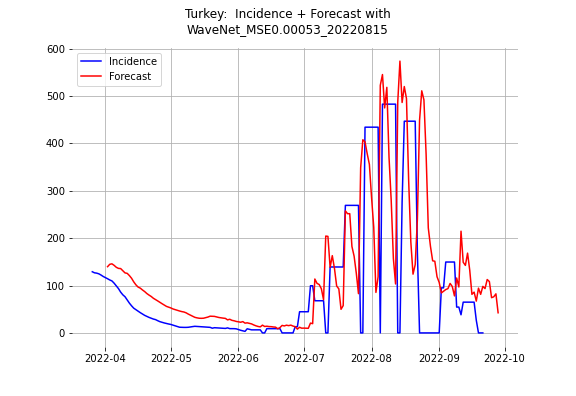 Turkey:  Incidence + Forecast with
WaveNet_MSE0.00053_20220815
Incidence
Forecast
600
500
400
300
200
100
0
2022-04 2022-05 2022-06 2022-07 2022-08 2022-09 2022-10